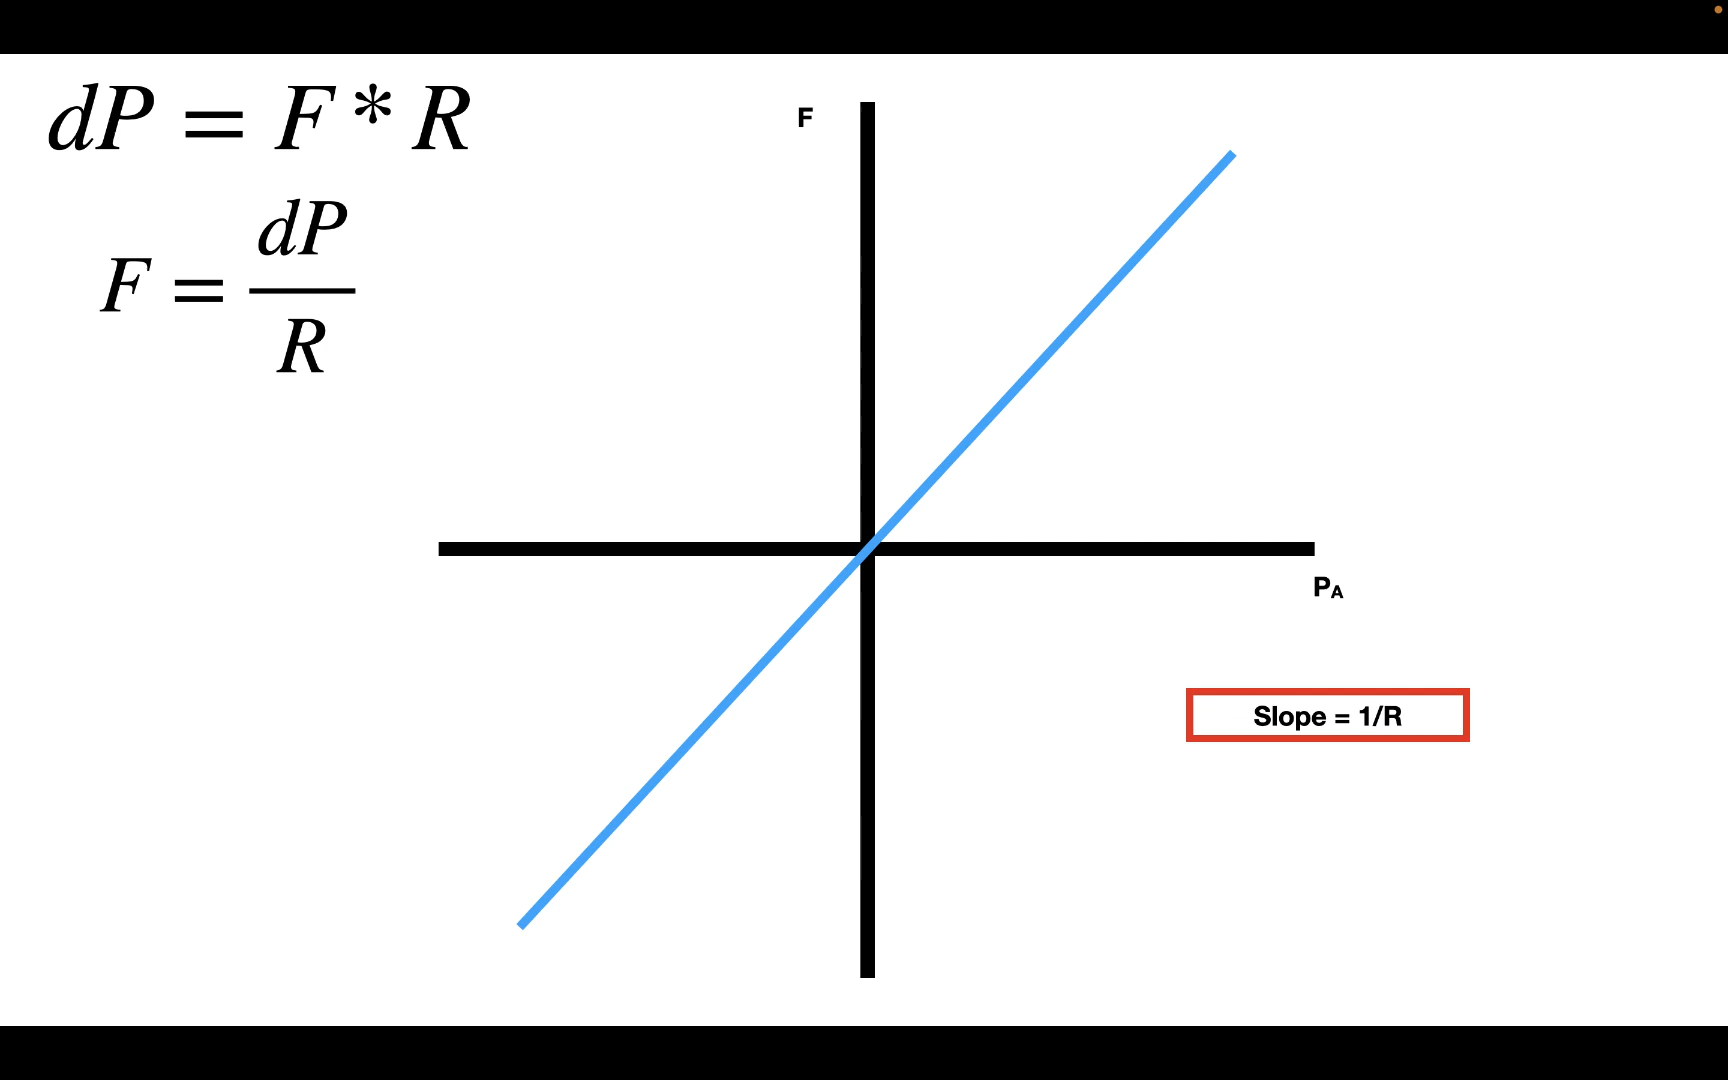 dP = F * R
F = dP / R
F
PA
Slope = 1/R